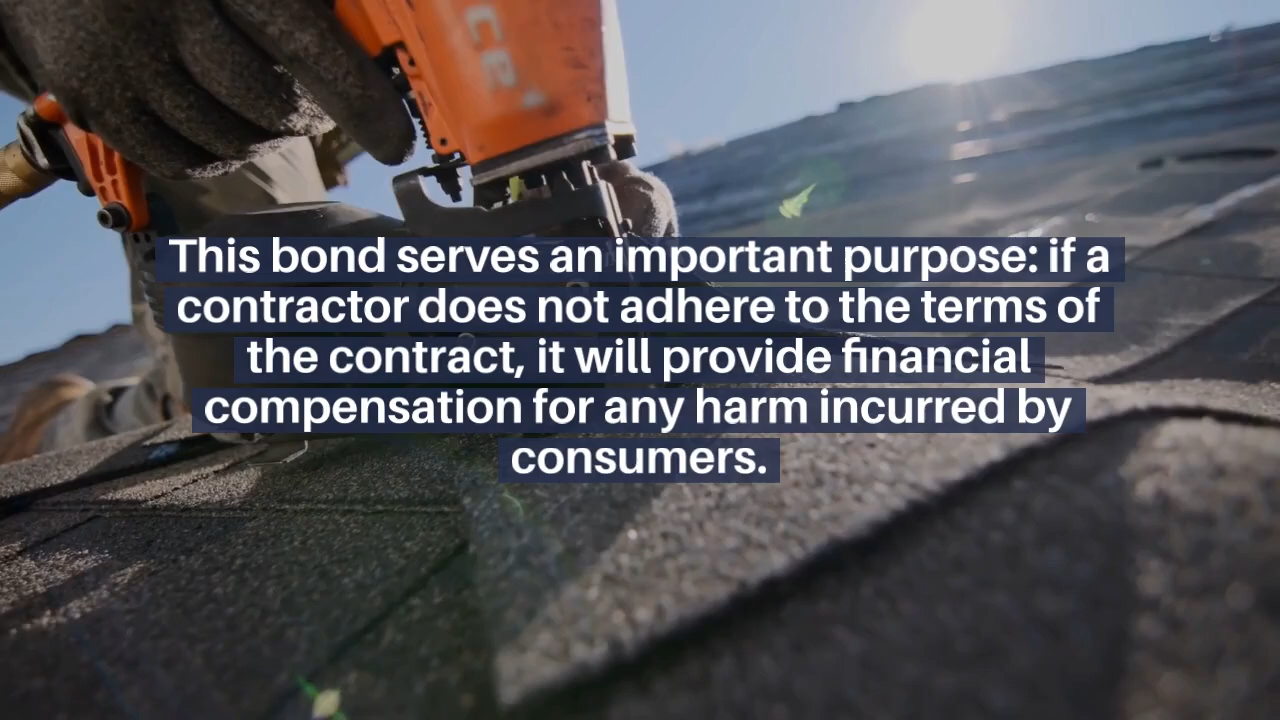 This bond serves an important purpose: if a
contractor does not adhere to the terms of
the contract, it will provide financial
compensation for any harm incurred by
consumers.